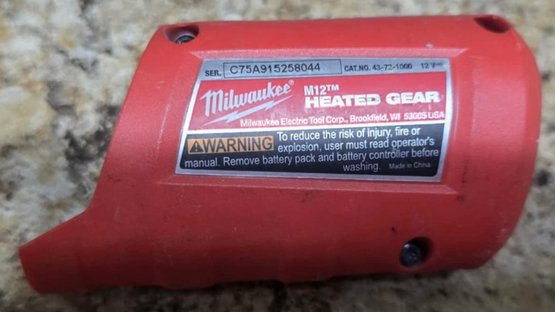 SER. C75A915258044 CAT.NO. 43-72-1000 12 V
Milwaukee M12™
HEATED GEAR
Milwaukee Electric Tool Corp., Brookfield, WI 53005 USA
WARNING To reduce the risk of injury, fire or
explosion, user must read operator's
manual. Remove battery pack and battery controller before
washing. Made in China